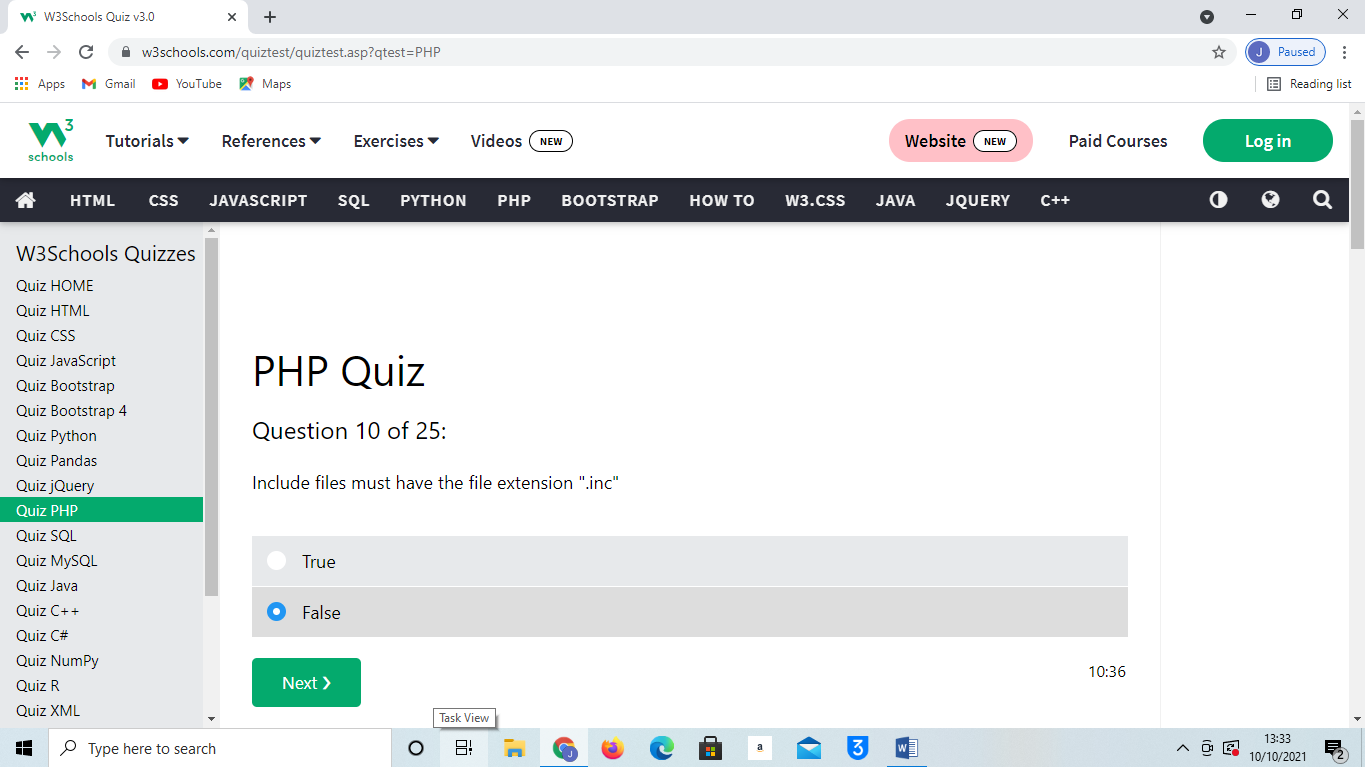 W3Schools Quiz v3.0
w3schools.com/quiztest/quiztest.asp?qtest=PHP
J Paused
Apps Gmail YouTube Maps Reading list
W3 schools
Tutorials References Exercises Videos NEW Website NEW Paid Courses Log in
HTML CSS JAVASCRIPT SQL PYTHON PHP BOOTSTRAP HOW TO W3.CSS JAVA JQUERY C++
W3Schools Quizzes
Quiz HOME
Quiz HTML
Quiz CSS
Quiz JavaScript
Quiz Bootstrap
Quiz Bootstrap 4
Quiz Python
Quiz Pandas
Quiz jQuery
Quiz PHP
Quiz SQL
Quiz MySQL
Quiz Java
Quiz C++
Quiz C#
Quiz NumPy
Quiz R
Quiz XML
PHP Quiz
Question 10 of 25:
Include files must have the file extension ".inc"
True
False
Next ❯
10:36
Task View
Type here to search
J
a
3
W
13:33
10/10/2021
2